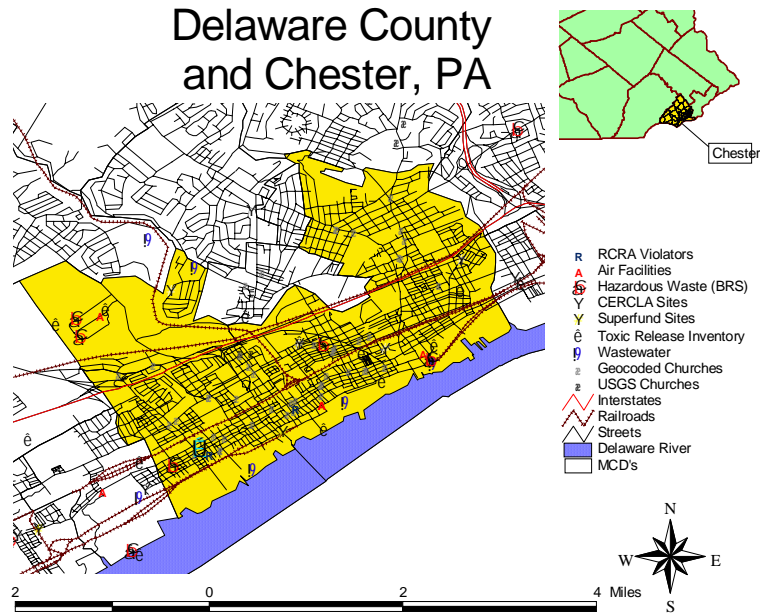 Delaware County
and Chester, PA
Chester
R RCRA Violators
A Air Facilities
Hazardous Waste (BRS)
Y CERCLA Sites
Y Superfund Sites
ê Toxic Release Inventory
Wastewater
Geocoded Churches
USGS Churches
Interstates
Railroads
Streets
Delaware River
MCD's
N
W E
S
2 0 2 4 Miles